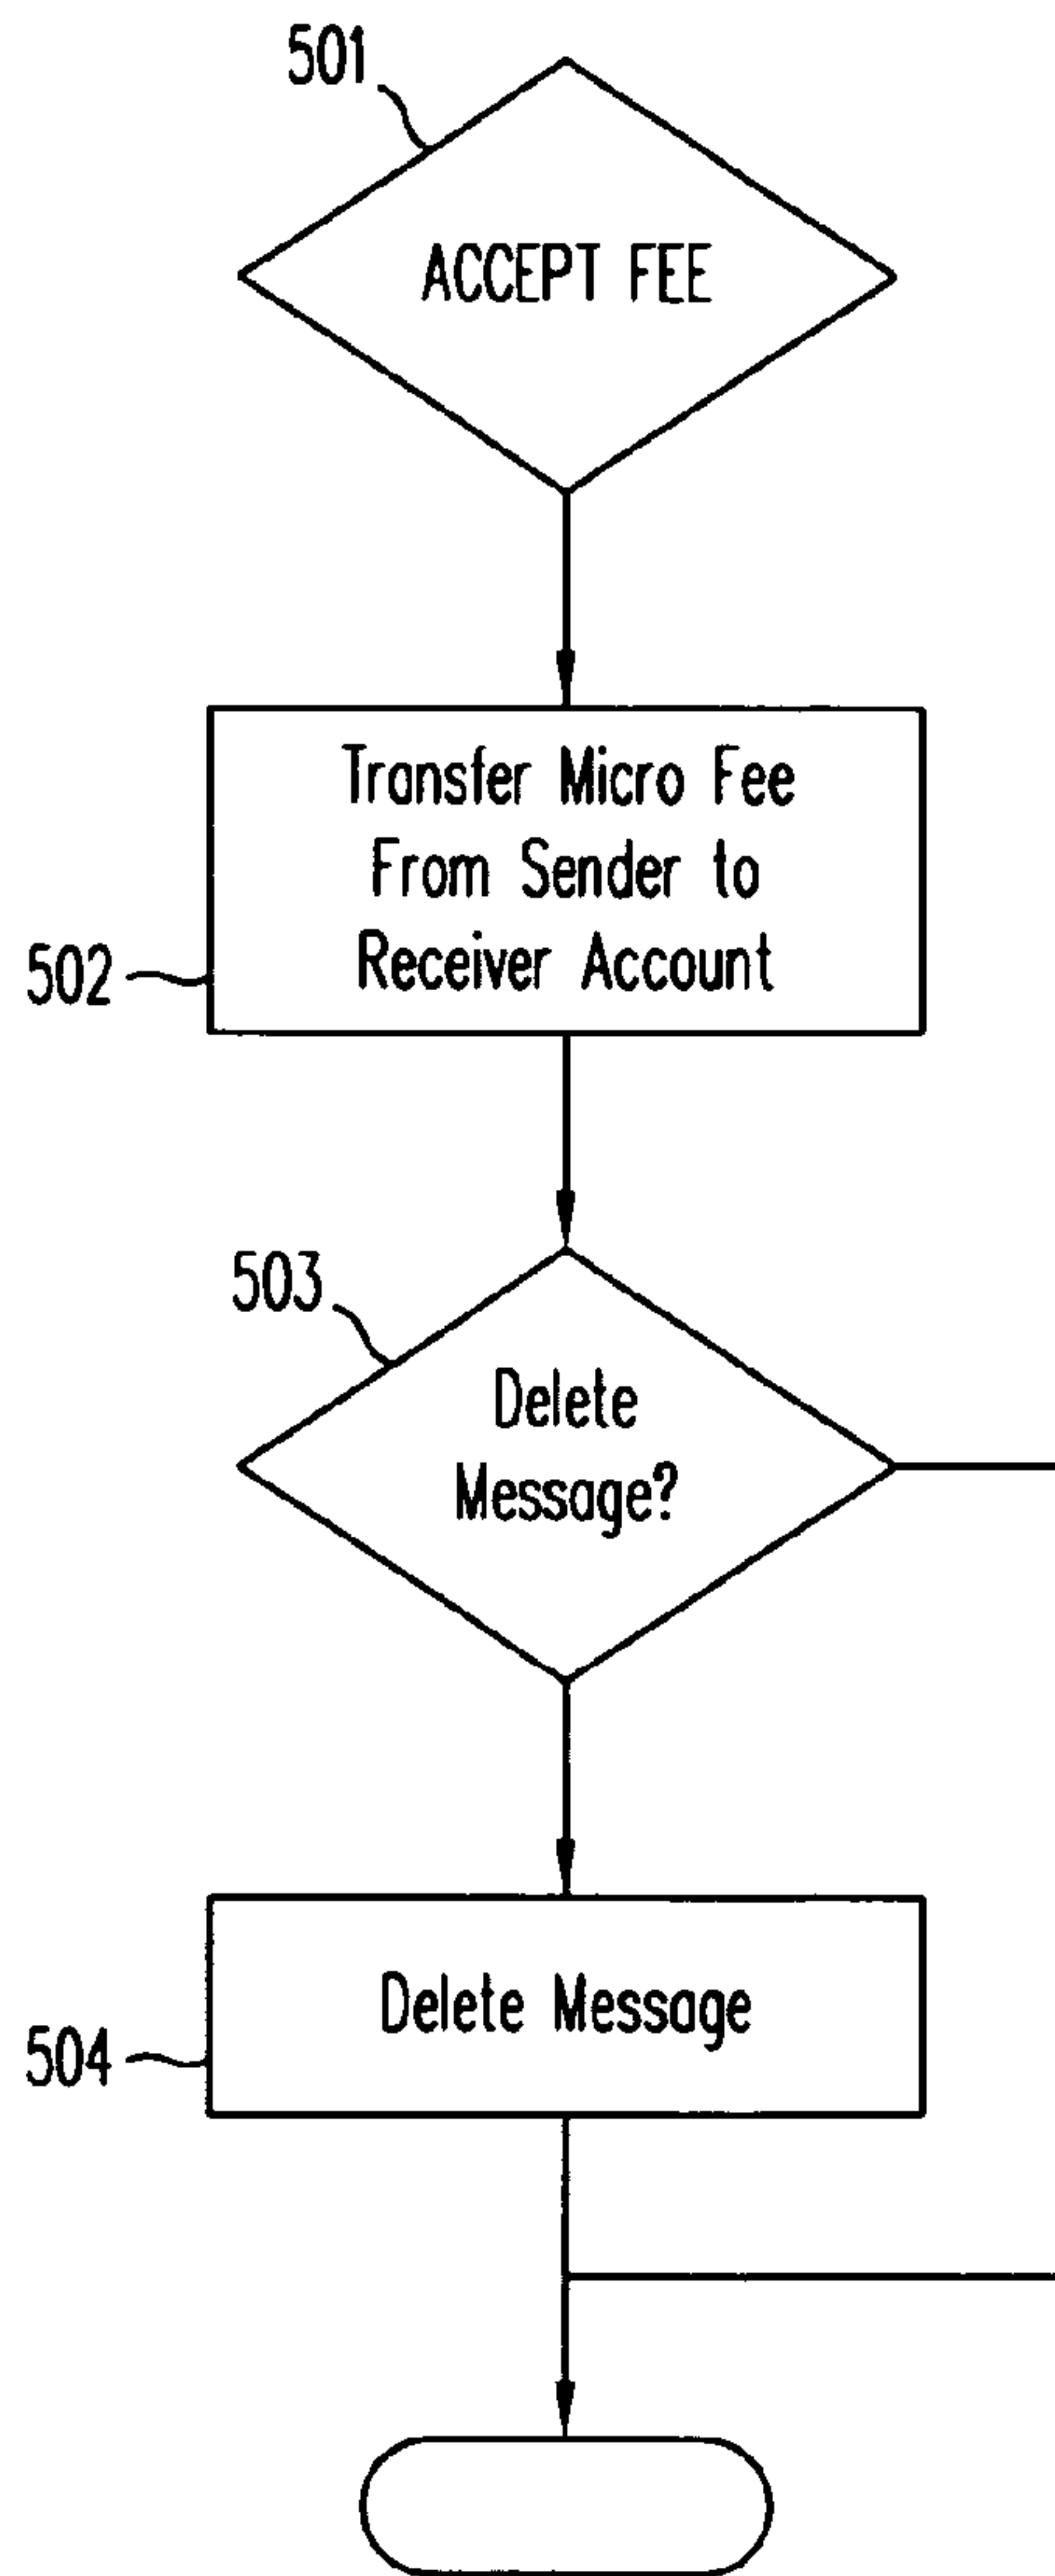 501
ACCEPT FEE
Transfer Micro Fee
From Sender to
Receiver Account
502
503
Delete
Message?
Delete Message
504